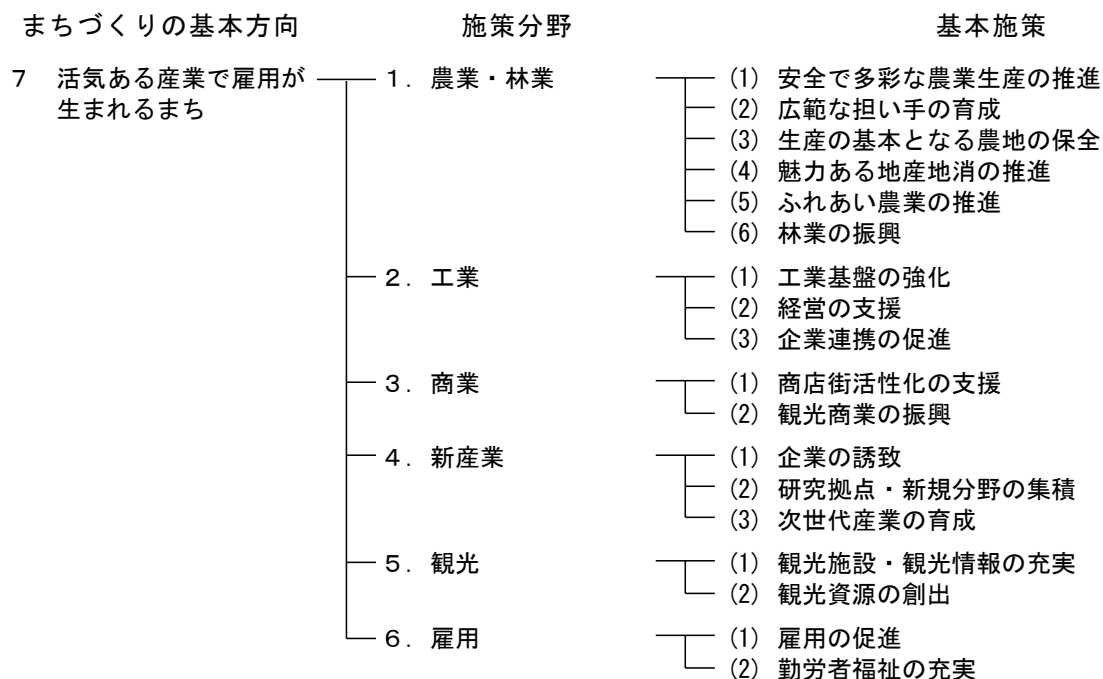 まちづくりの基本方向 施策分野 基本施策
7 活気ある産業で雇用が 1．農業・林業 (1) 安全で多彩な農業生産の推進
生まれるまち (2) 広範な担い手の育成
(3) 生産の基本となる農地の保全
(4) 魅力ある地産地消の推進
(5) ふれあい農業の推進
(6) 林業の振興
2．工業 (1) 工業基盤の強化
(2) 経営の支援
(3) 企業連携の促進
3．商業 (1) 商店街活性化の支援
(2) 観光商業の振興
4．新産業 (1) 企業の誘致
(2) 研究拠点・新規分野の集積
(3) 次世代産業の育成
5．観光 (1) 観光施設・観光情報の充実
(2) 観光資源の創出
6．雇用 (1) 雇用の促進
(2) 勤労者福祉の充実